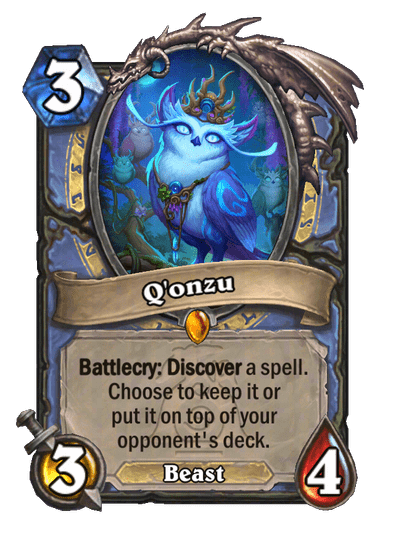 3
Q'onzu
Battlecry: Discover a spell.
Choose to keep it or
put it on top of your
opponent's deck.
3
Beast
4